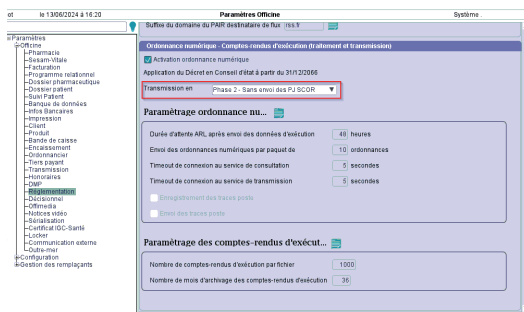 ot le 13/06/2024 à 16:20 Paramètres Officine Système .
Suffixe du domaine du PAIR destinataire de flux rss.fr
Paramètres
Officine
Pharmacie
Sesam-Vitale
Facturation
Programme relationnel
Dossier pharmaceutique
Dossier patient
Suivi Patient
Banque de données
Infos Bancaires
Impression
Client
Produit
Bande de caisse
Encaissement
Ordonnancier
Tiers payant
Transmission
Honoraires
DMP
Réglementation
Décisionnel
Offimedia
Notices vidéo
Sérialisation
Certificat IGC-Santé
Locker
Communication externe
Outre-mer
Configuration
Gestion des remplaçants
Ordonnance numérique - Comptes-rendus d'exécution (traitement et transmission)
Activation ordonnance numérique
Application du Décret en Conseil d'état à partir du 31/12/2066
Transmission en Phase 2 - Sans envoi des PJ SCOR
Paramètrage ordonnance nu...
Durée d'attente ARL après envoi des données d'exécution 48 heures
Envoi des ordonnances numériques par paquet de 10 ordonnances
Timeout de connexion au service de consultation 5 secondes
Timeout de connexion au service de transmission 5 secondes
Enregistrement des traces poste
Envoi des traces poste
Paramètrage des comptes-rendus d'exécut...
Nombre de comptes-rendus d'exécution par fichier 1000
Nombre de mois d'archivage des comptes-rendus d'exécution 36